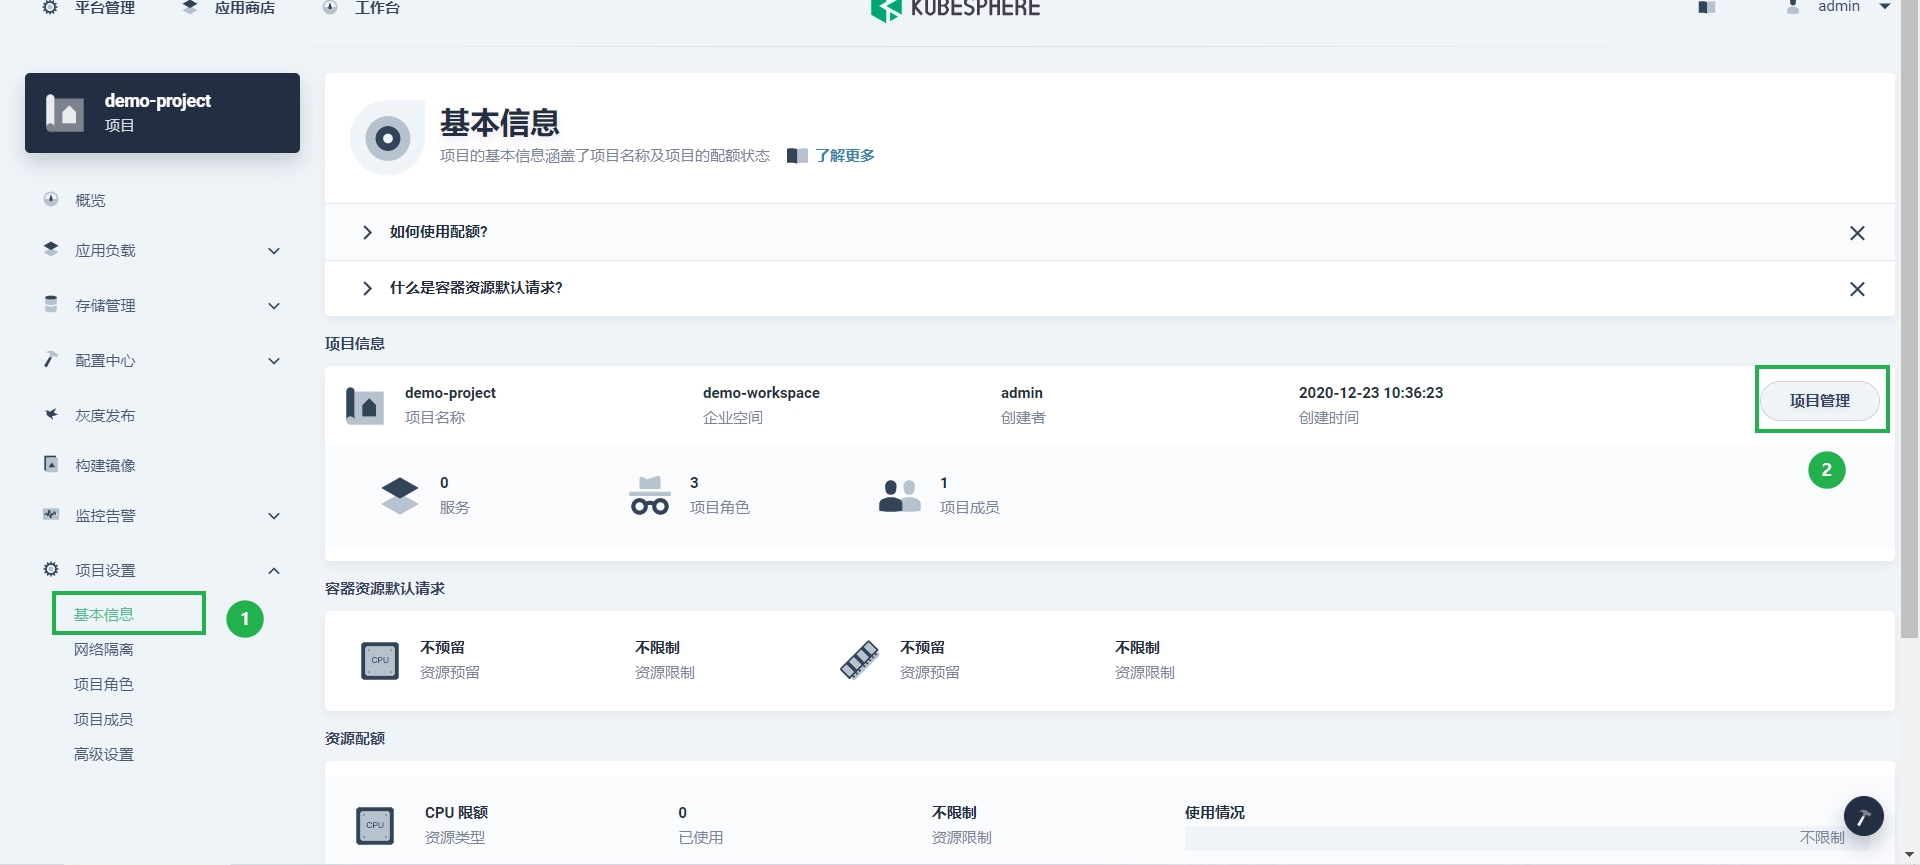 平台管理
应用商店
工作台
KUBESPHERE
admin
demo-project
项目
概览
应用负载
存储管理
配置中心
灰度发布
构建镜像
监控告警
项目设置
基本信息
1
网络隔离
项目角色
项目成员
高级设置
基本信息
项目的基本信息涵盖了项目名称及项目的配额状态 了解更多
如何使用配额?
什么是容器资源默认请求?
项目信息
demo-project
项目名称
demo-workspace
企业空间
admin
创建者
2020-12-23 10:36:23
创建时间
项目管理
2
0
服务
3
项目角色
1
项目成员
容器资源默认请求
CPU
不预留
资源预留
不限制
资源限制
不预留
资源预留
不限制
资源限制
资源配额
CPU
CPU 限额
资源类型
0
已使用
不限制
资源限制
使用情况
不限制